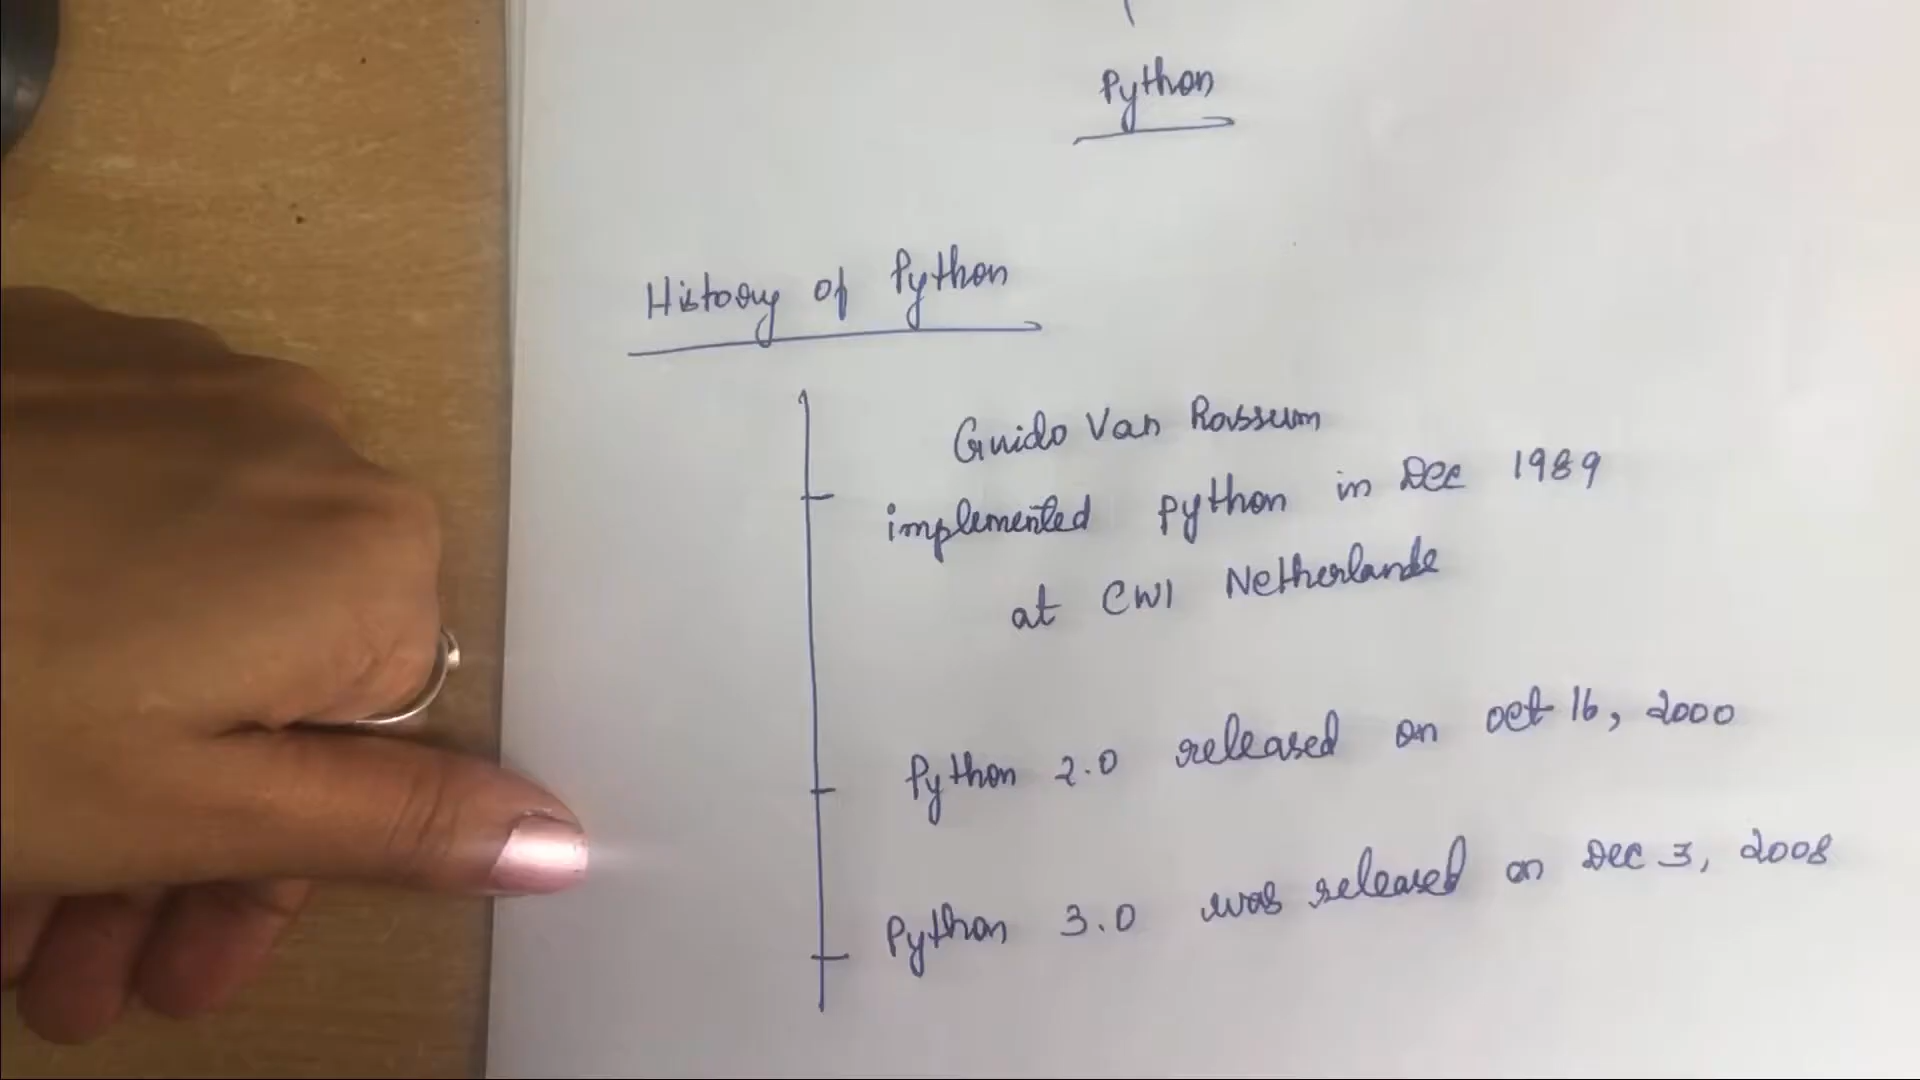 Python
History of Python
Guido Van Rossum
implemented python in Dec 1989
at CWI Netherlands
Python 2.0 released on oct 16, 2000
Python 3.0 was released on Dec 3, 2008